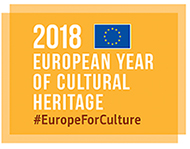 2018
EUROPEAN YEAR
OF CULTURAL
HERITAGE
#EuropeForCulture